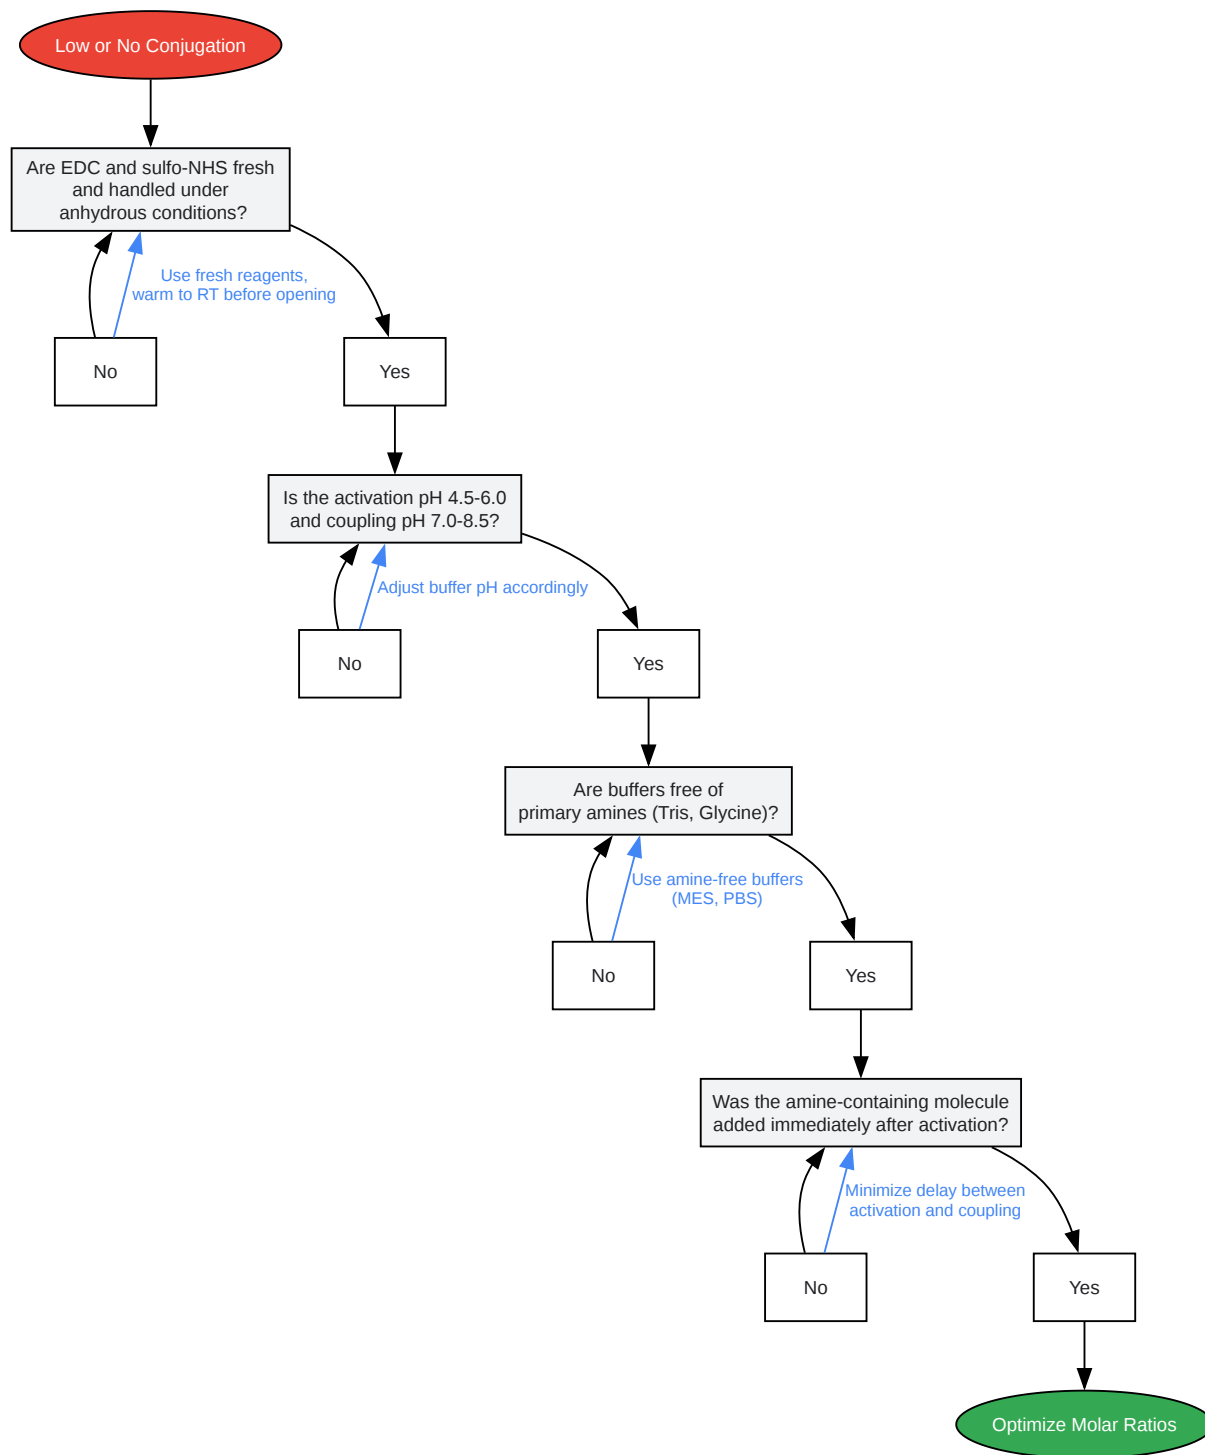 Low or No Conjugation
Are EDC and sulfo-NHS fresh
and handled under
anhydrous conditions?
Use fresh reagents,
warm to RT before opening
No
Yes
Is the activation pH 4.5-6.0
and coupling pH 7.0-8.5?
Adjust buffer pH accordingly
No
Yes
Are buffers free of
primary amines (Tris, Glycine)?
Use amine-free buffers
(MES, PBS)
No
Yes
Was the amine-containing molecule
added immediately after activation?
Minimize delay between
activation and coupling
No
Yes
Optimize Molar Ratios